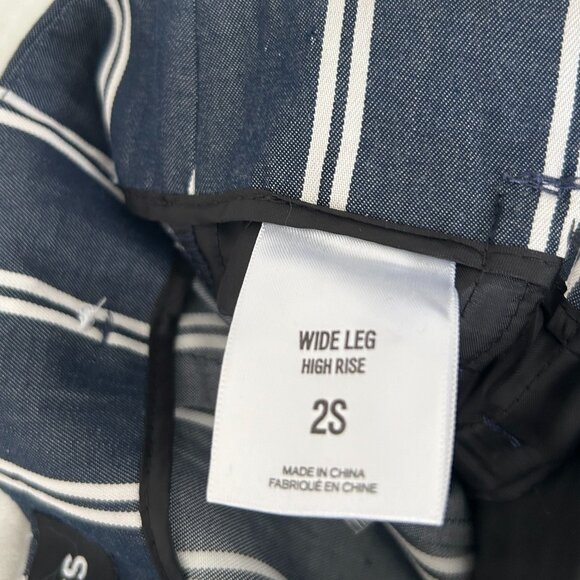 WIDE LEG
HIGH RISE
2S
MADE IN CHINA
FABRIQUÉ EN CHINE
S